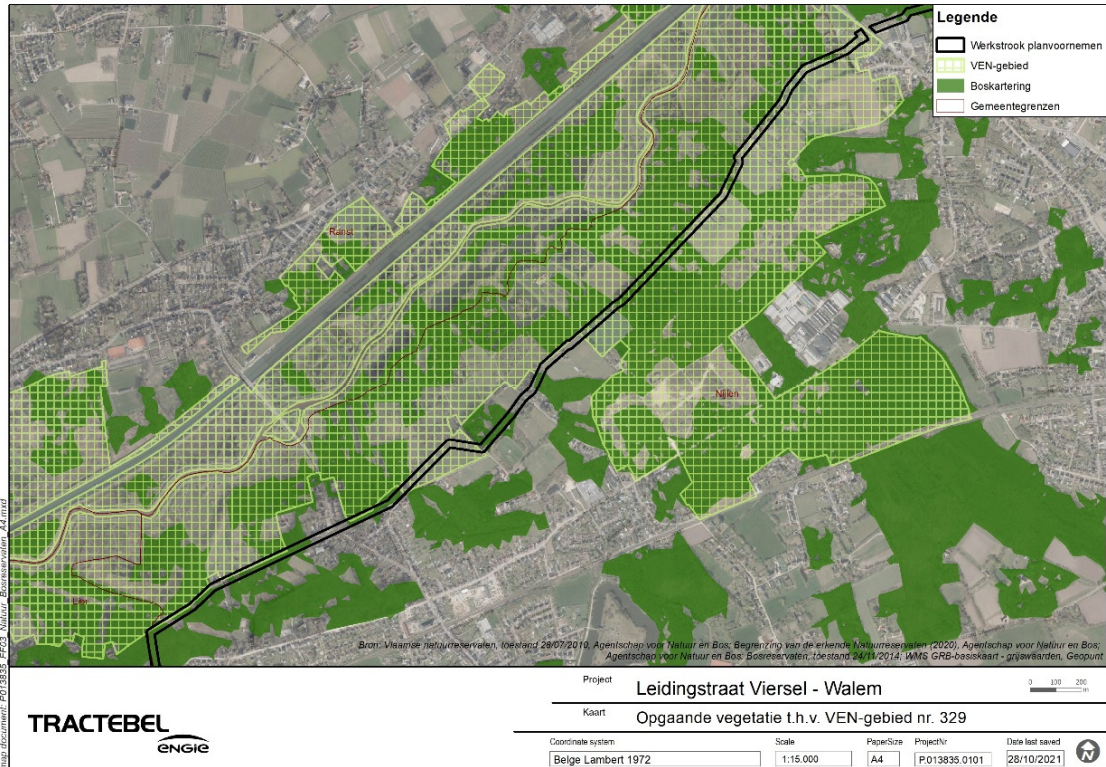 Legende
Werkstrook planvoornemen
VEN-gebied
Boskartering
Gemeentegrenzen
Ranst
Nijlen
Lier
map document: P013835_FF03_Natuur_Bosreservaten_A4.mxd
Bron: Vlaamse natuurreservaten, toestand 28/07/2010, Agentschap voor Natuur en Bos; Begrenzing van de erkende Natuurreservaten (2020), Agentschap voor Natuur en Bos;
Agentschap voor Natuur en Bos; Bosreservaten, toestand 24/11/2014; WMS GRB-basiskaart - grijswaarden, Geopunt
Project
Leidingstraat Viersel - Walem
0 100 200
m
Kaart
Opgaande vegetatie t.h.v. VEN-gebied nr. 329
TRACTEBEL
ENGIE
Coordinate system
Scale
PaperSize
ProjectNr
Date last saved
Belge Lambert 1972
1:15.000
A4
P.013835.0101
28/10/2021
N